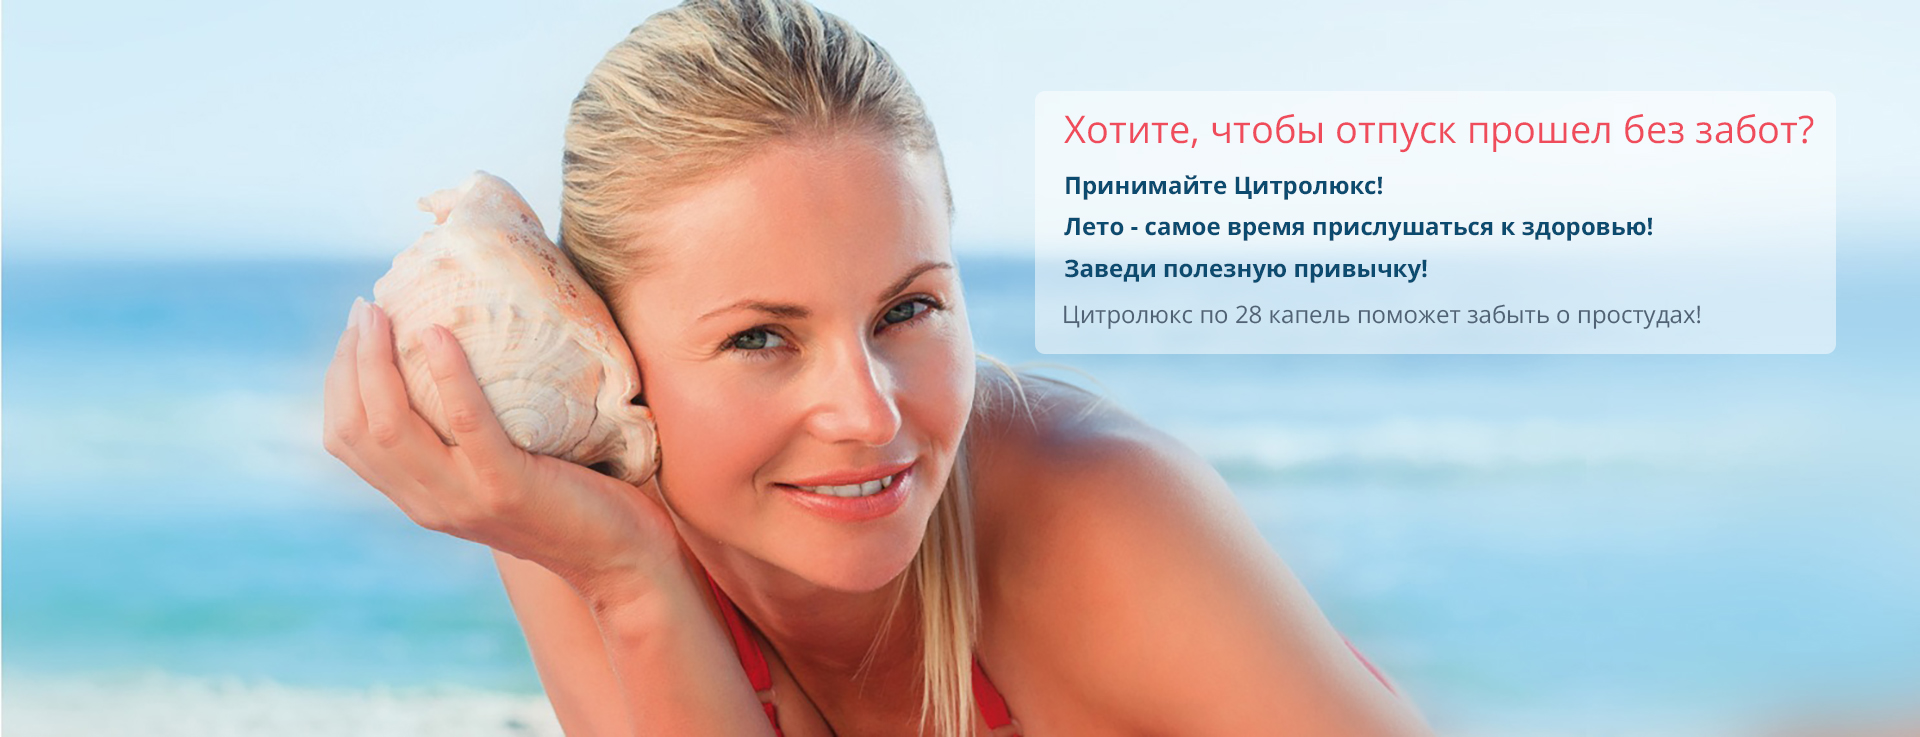 Хотите, чтобы отпуск прошел без забот?
Принимайте Цитролюкс!
Лето - самое время прислушаться к здоровью!
Заведи полезную привычку!
Цитролюкс по 28 капель поможет забыть о простудах!